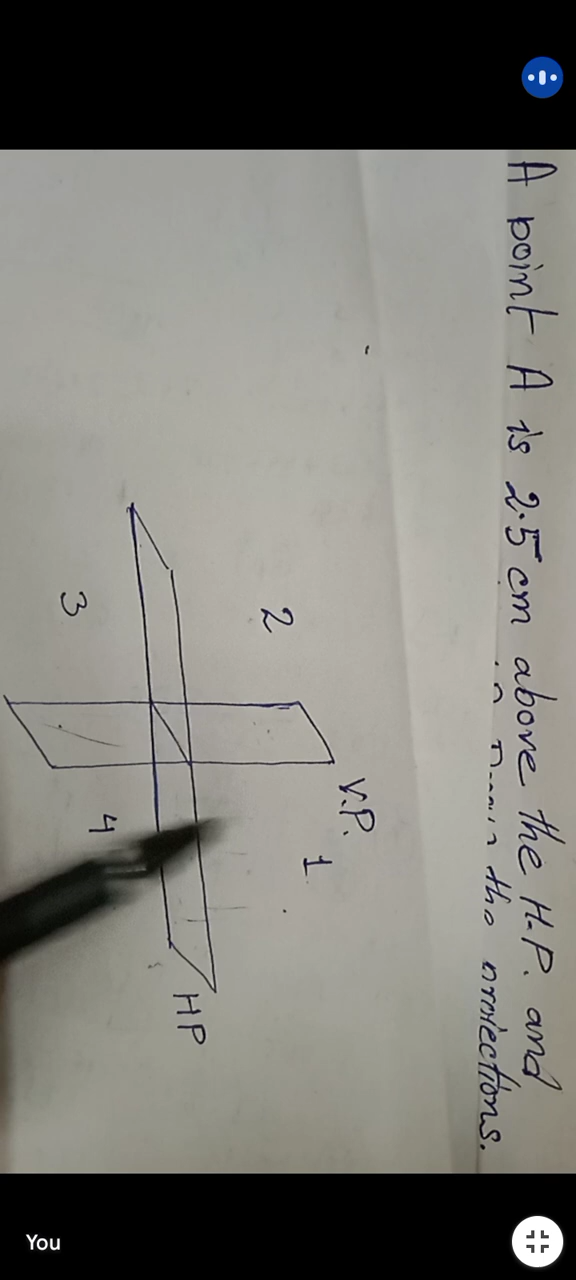 A point A is 2.5 cm above the H.P. and
the projections.
2
1
V.P.
3
4
HP
You